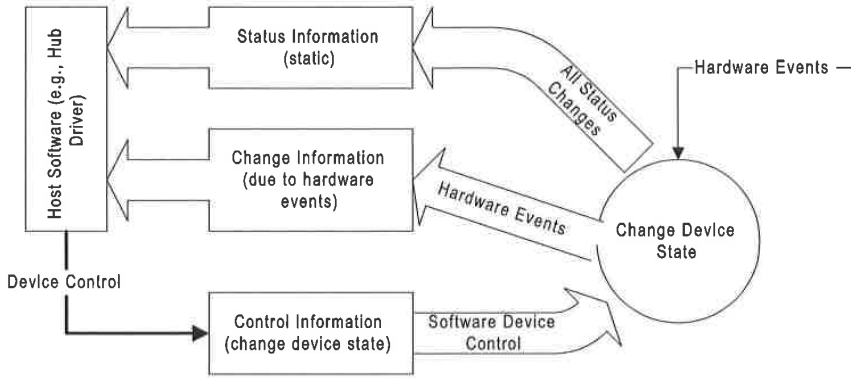 Host Software (e.g., Hub
Driver)
Status Information
(static)
All Status
Changes
Hardware Events
Change Information
(due to hardware
events)
Hardware Events
Change Device
State
Device Control
Control Information
(change device state)
Software Device
Control